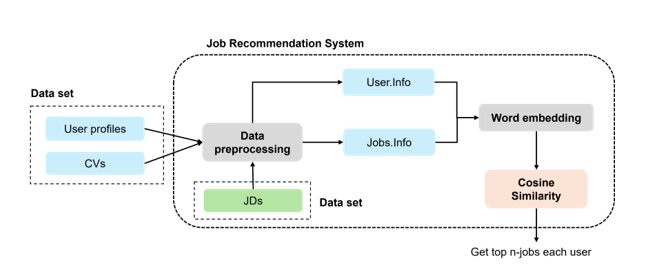 Job Recommendation System
Data set
User profiles
CVs
Data
preprocessing
JDs
Data set
User.Info
Jobs.Info
Word embedding
Cosine
Similarity
Get top n-jobs each user